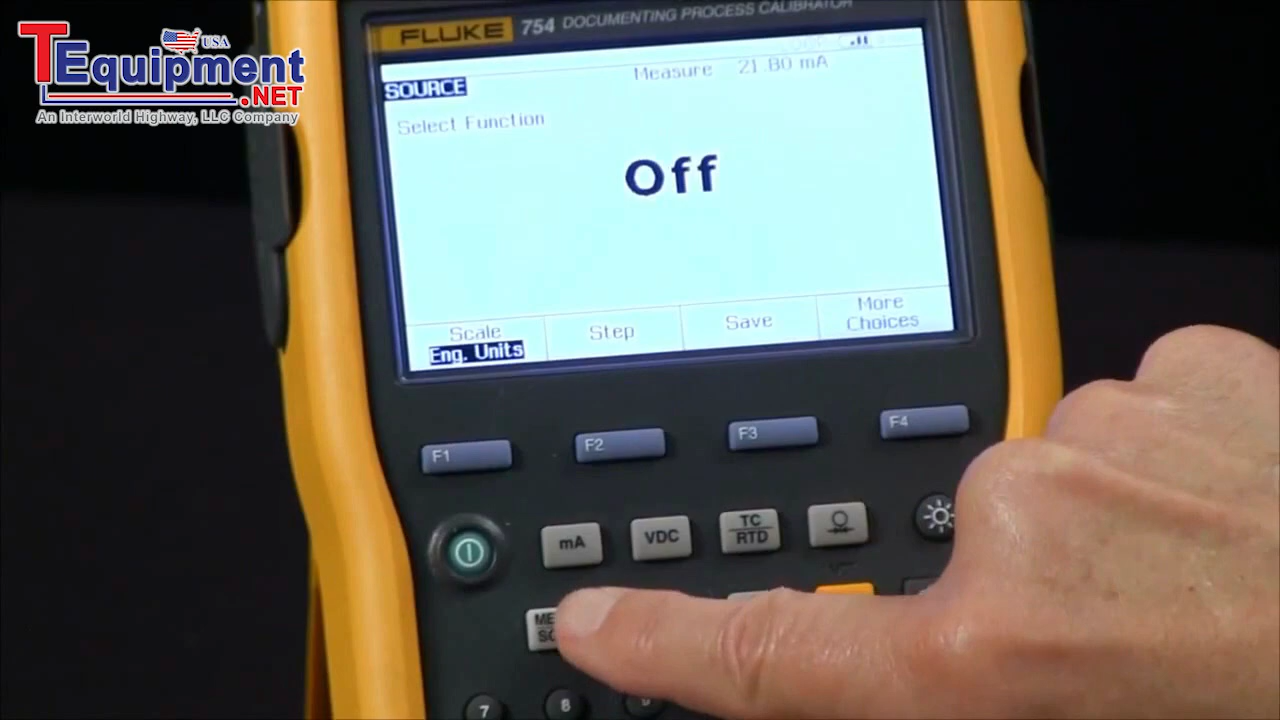 TEquipment
USA
.NET
An Interworld Highway, LLC Company
FLUKE 754 DOCUMENTING PROCESS CALIBRATOR
SOURCE
Measure 21.80 mA
Select Function
Off
Scale
Eng. Units
Step
Save
More
Choices
F1
F2
F3
F4
mA
VDC
TC
RTD
7
8
9